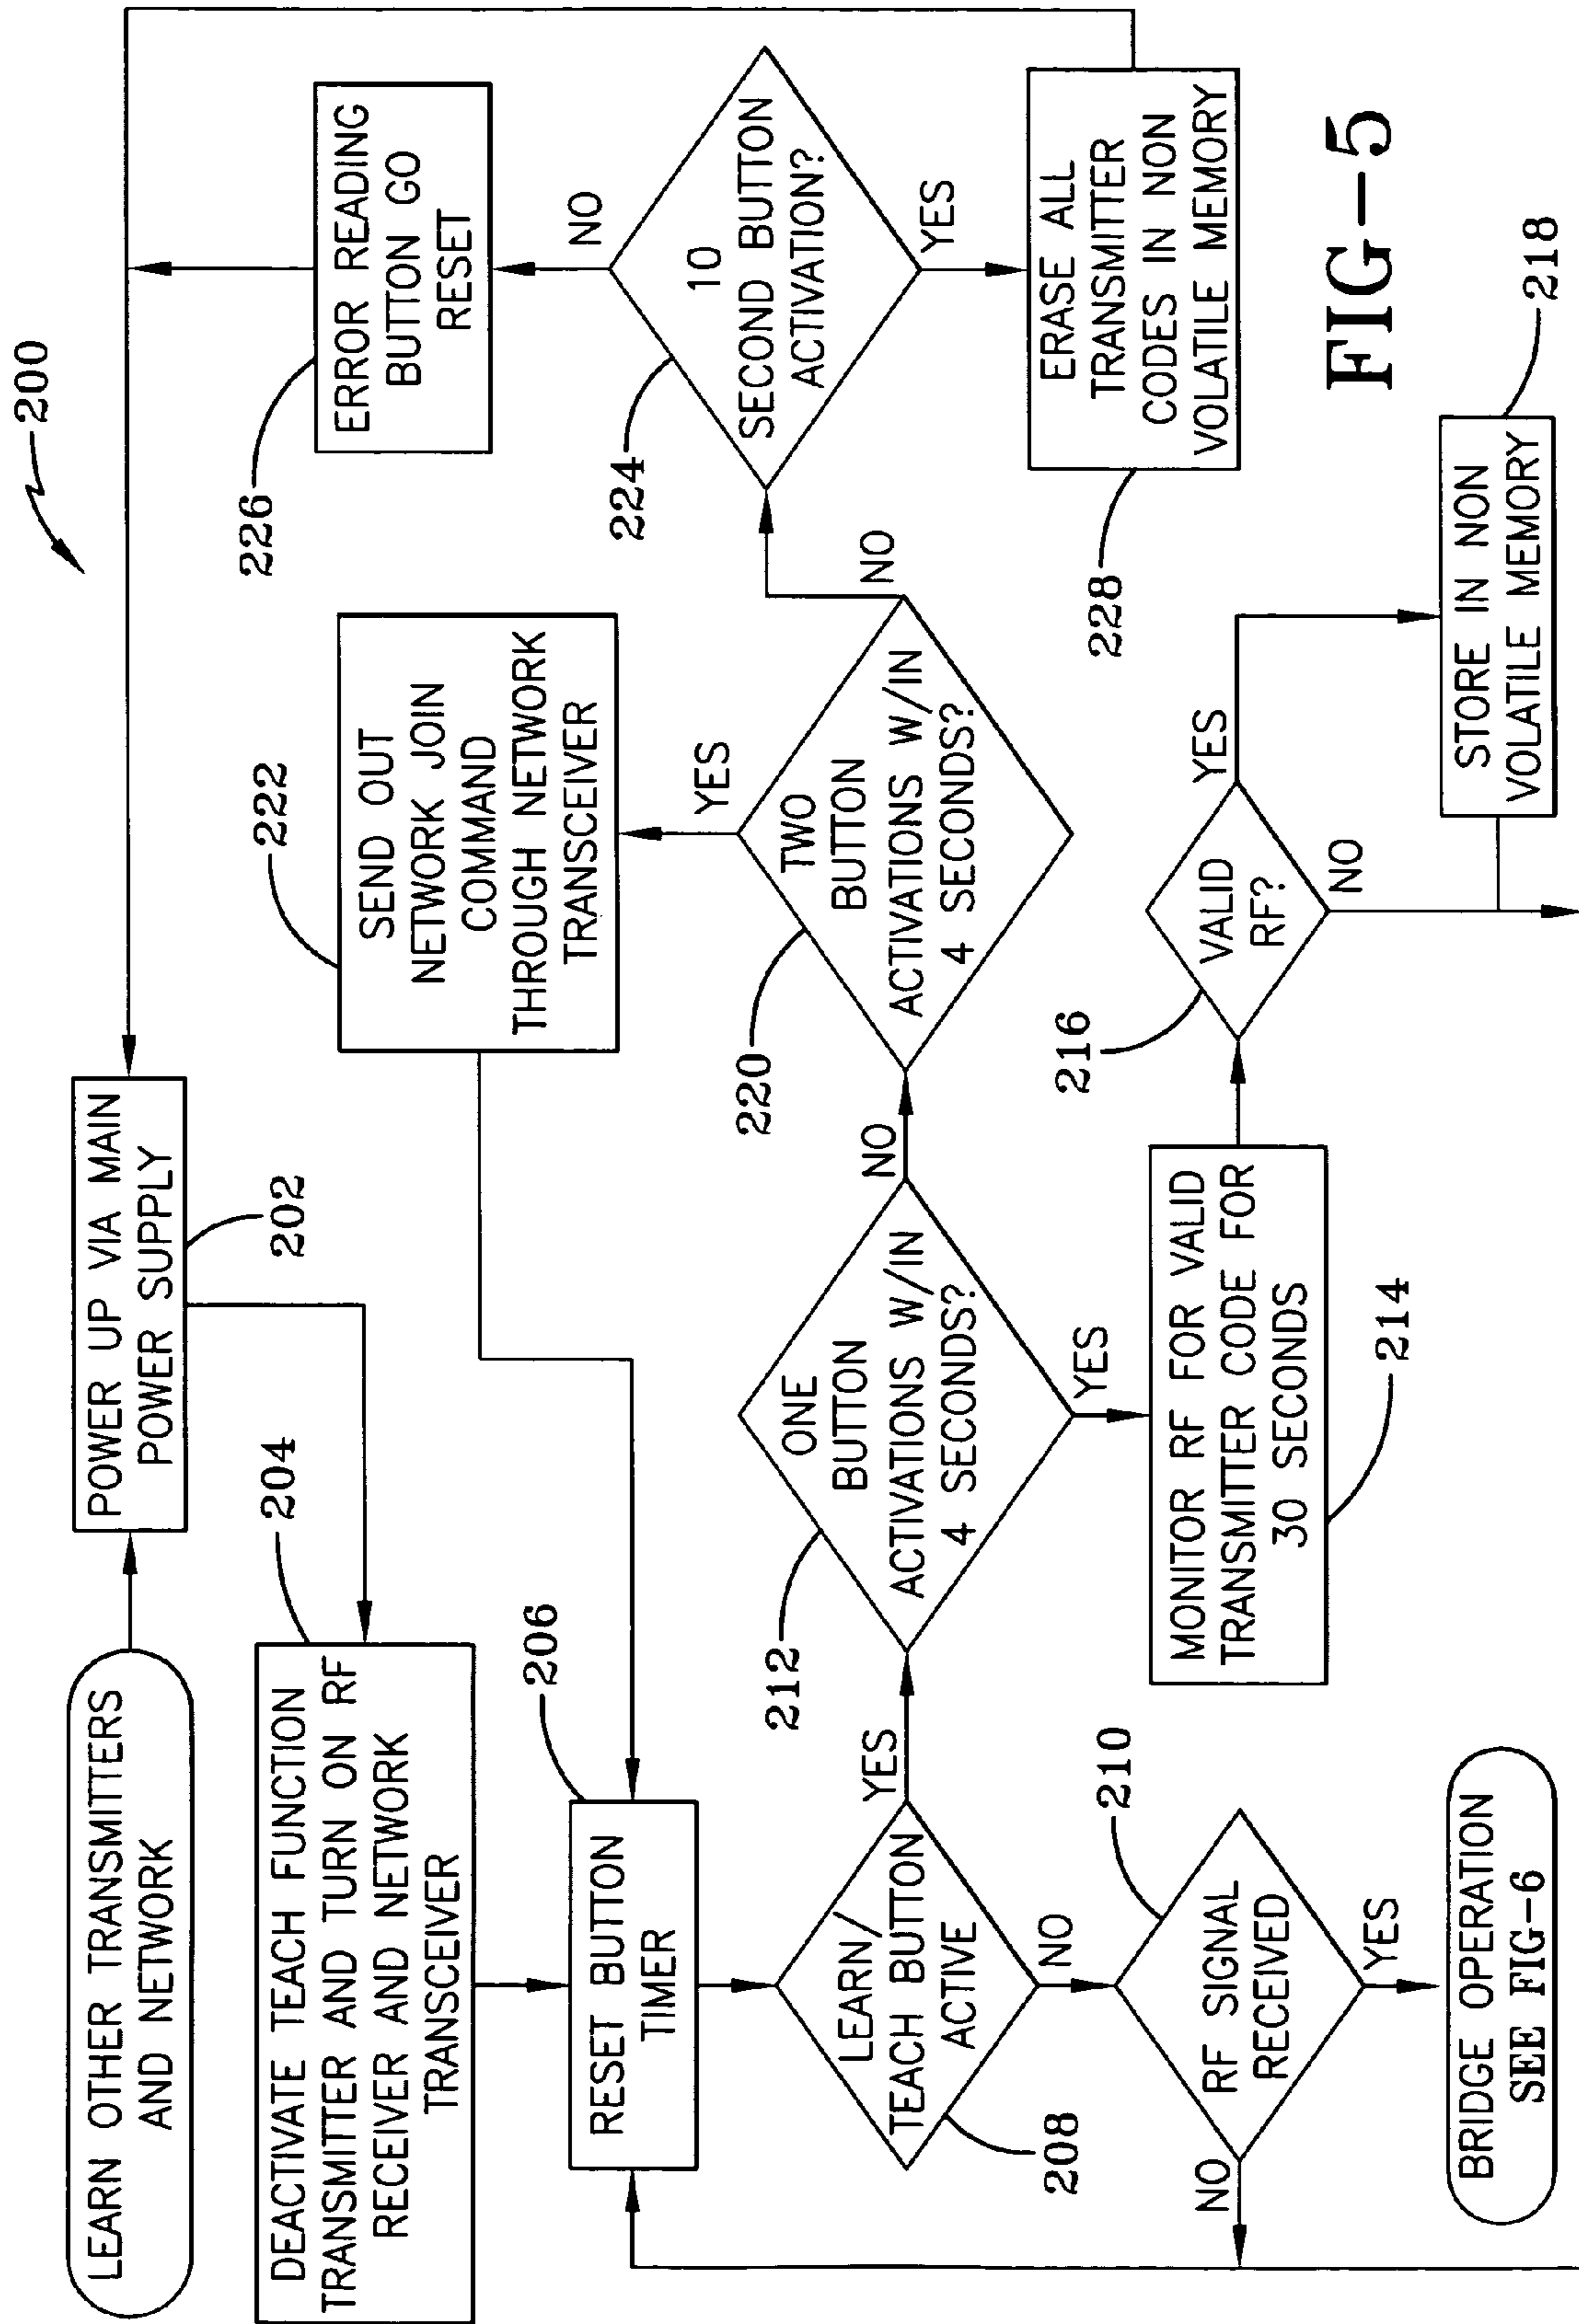 200
LEARN OTHER TRANSMITTERS
AND NETWORK
POWER UP VIA MAIN
POWER SUPPLY
202
204
DEACTIVATE TEACH FUNCTION
TRANSMITTER AND TURN ON RF
RECEIVER AND NETWORK
TRANSCEIVER
206
RESET BUTTON
TIMER
LEARN/
TEACH BUTTON
ACTIVE
208
YES
NO
210
RF SIGNAL
RECEIVED
NO
YES
BRIDGE OPERATION
SEE FIG-6
212
ONE
BUTTON
ACTIVATIONS W/IN
4 SECONDS?
NO
YES
MONITOR RF FOR VALID
TRANSMITTER CODE FOR
30 SECONDS
214
216
VALID
RF?
YES
NO
STORE IN NON
VOLATILE MEMORY
218
220
TWO
BUTTON
ACTIVATIONS W/IN
4 SECONDS?
YES
NO
222
SEND OUT
NETWORK JOIN
COMMAND
THROUGH NETWORK
TRANSCEIVER
224
10
SECOND BUTTON
ACTIVATION?
NO
YES
226
ERROR READING
BUTTON GO
RESET
228
ERASE ALL
TRANSMITTER
CODES IN NON
VOLATILE MEMORY
FIG-5